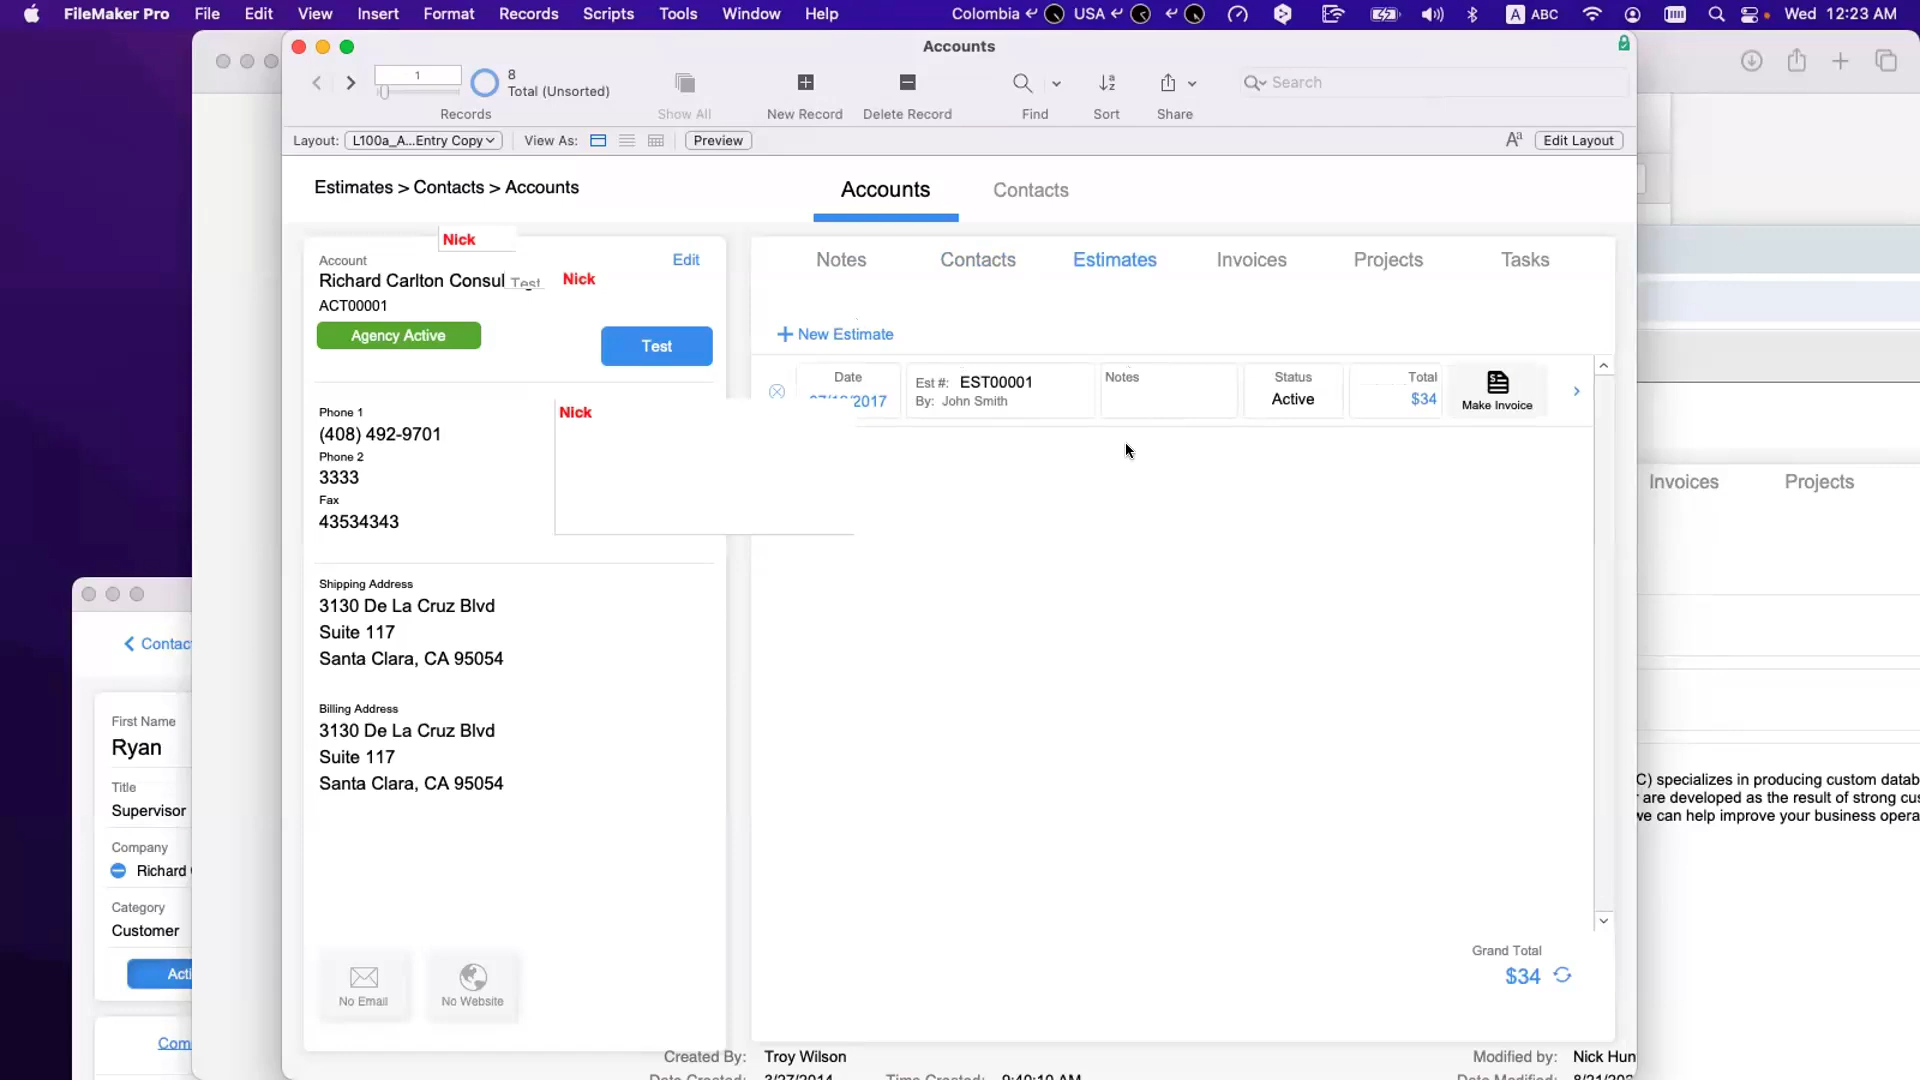 FileMaker Pro File Edit View Insert Format Records Scripts Tools Window Help Colombia USA A ABC Wed 12:23 AM
Accounts
1 8
Total (Unsorted) Search
Records Show All New Record Delete Record Find Sort Share
Layout: L100a_A...Entry Copy View As: Preview Aª Edit Layout
Estimates > Contacts > Accounts Accounts Contacts
Nick
Account Edit
Richard Carlton Consul Nick
ACT00001
Agency Active Test
Notes Contacts Estimates Invoices Projects Tasks
New Estimate
Date Est #: EST00001 Notes Status Total
By: John Smith Active $34 Make Invoice
Nick
Phone 1
(408) 492-9701
Phone 2
3333
Fax
43534343
Shipping Address
3130 De La Cruz Blvd
Suite 117
Santa Clara, CA 95054
Billing Address
3130 De La Cruz Blvd
Suite 117
Santa Clara, CA 95054
No Email No Website
Grand Total
$34
Created By: Troy Wilson Modified by: Nick Hun
First Name
Ryan
Title
Supervisor
Company
Richard
Category
Customer
Invoices Projects
C) specializes in producing custom datab
are developed as the result of strong cus
we can help improve your business opera